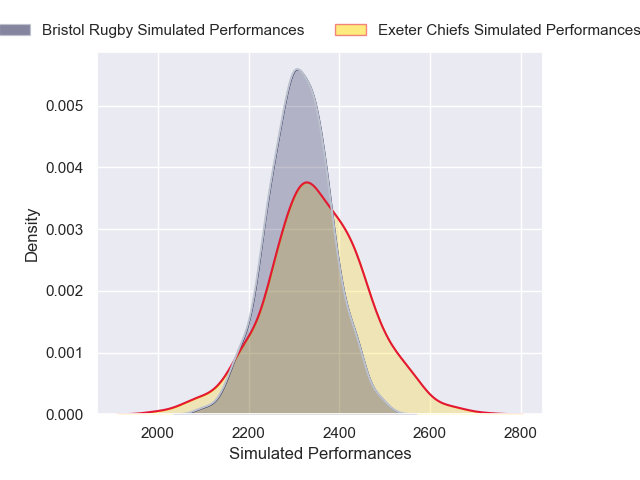 Bristol Rugby Simulated Performances
Exeter Chiefs Simulated Performances
0.005
0.004
0.003
0.002
0.001
0.000
Density
2000 2200 2400 2600 2800
Simulated Performances